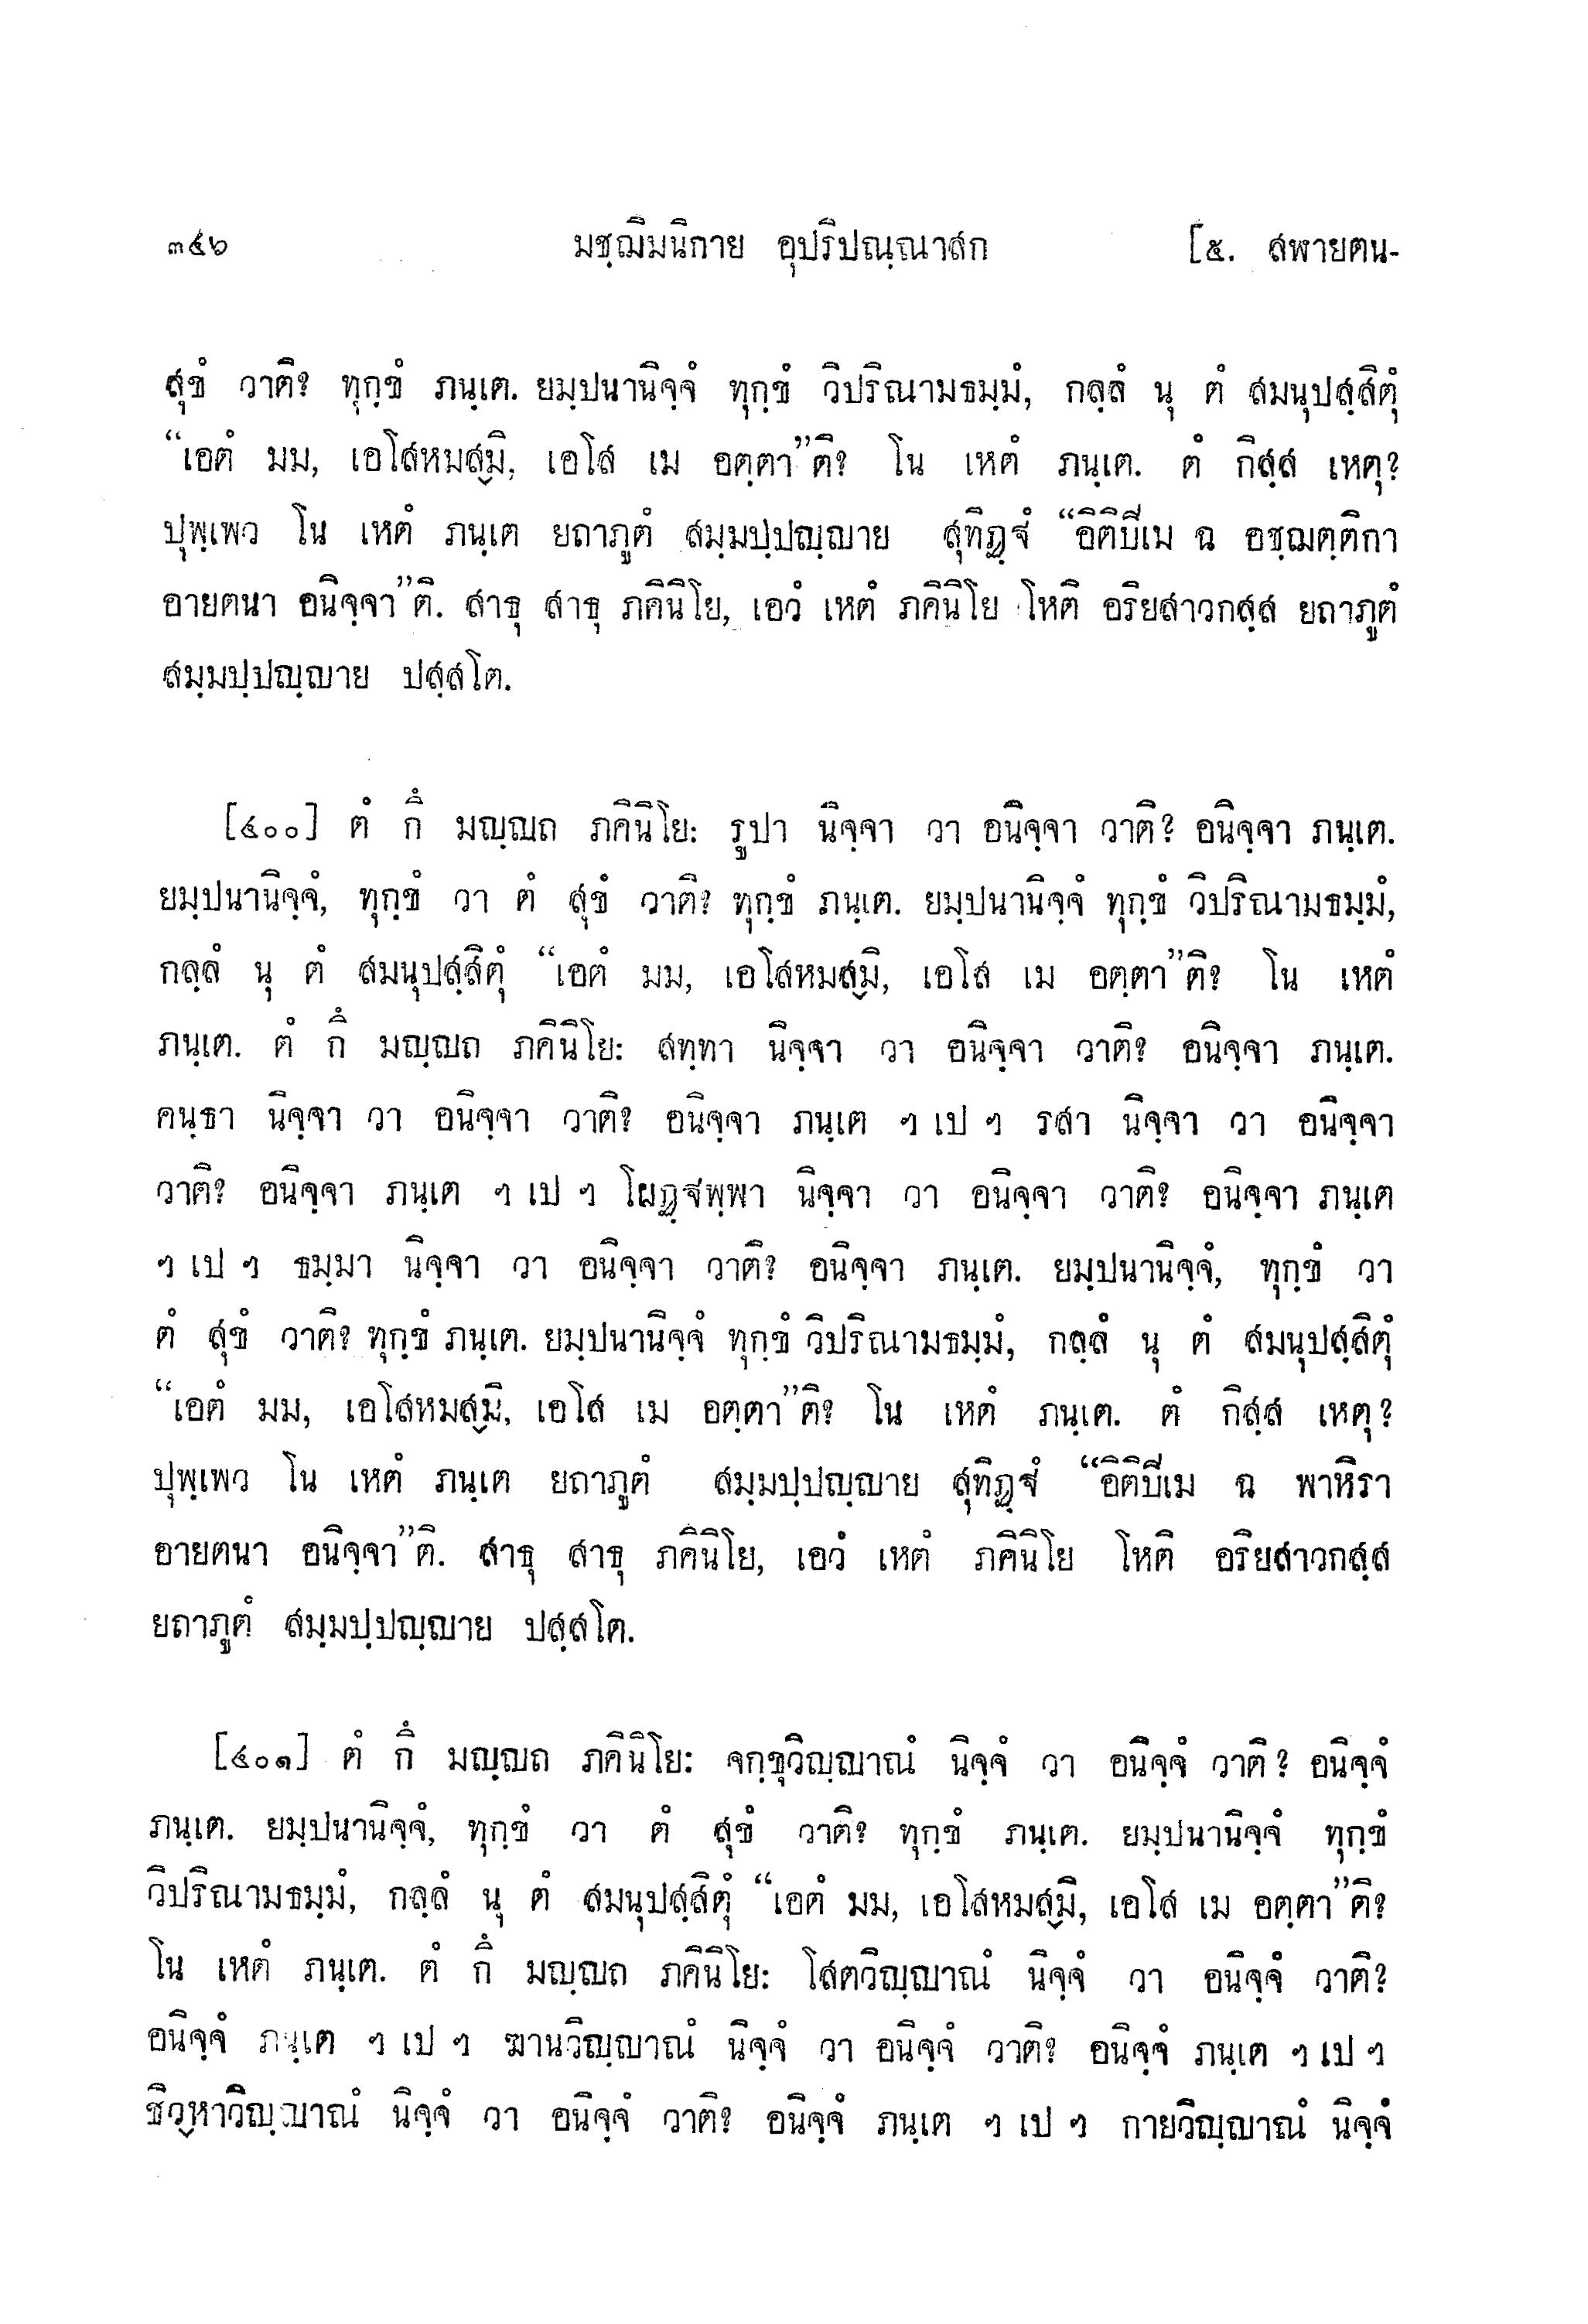 ๓๔๖ มชฺฌิมนิกาย อุปริปณฺณาสก [๕. สฬายตน-
สุขํ วาติ? ทุกฺขํ ภนฺเต. ยมฺปนานิจฺจํ ทุกฺขํ วิปริณามธมฺมํ, กลฺลํ นุ ตํ สมนุปสฺสิตุํ
“เอตํ มม, เอโสหมสฺมิ, เอโส เม อตฺตา”ติ? โน เหตํ ภนฺเต. ตํ กิสฺส เหตุ?
ปุพฺเพว โน เหตํ ภนฺเต ยถาภูตํ สมฺมปฺปญฺญาย สุทิฏฺฐํ “อิติปีเม ฉ อชฺฌตฺติกา
อายตนา อนิจฺจา”ติ. สาธุ สาธุ ภคินิโย, เอวํ เหตํ ภคินิโย โหติ อริยสาวกสฺส ยถาภูตํ
สมฺมปฺปญฺญาย ปสฺสโต.
[๔๐๐] ตํ กึ มญฺญถ ภคินิโย: รูปา นิจฺจา วา อนิจฺจา วาติ? อนิจฺจา ภนฺเต.
ยมฺปนานิจฺจํ, ทุกฺขํ วา ตํ สุขํ วาติ? ทุกฺขํ ภนฺเต. ยมฺปนานิจฺจํ ทุกฺขํ วิปริณามธมฺมํ,
กลฺลํ นุ ตํ สมนุปสฺสิตุํ “เอตํ มม, เอโสหมสฺมิ, เอโส เม อตฺตา”ติ? โน เหตํ
ภนฺเต. ตํ กึ มญฺญถ ภคินิโย: สทฺทา นิจฺจา วา อนิจฺจา วาติ? อนิจฺจา ภนฺเต.
คนฺธา นิจฺจา วา อนิจฺจา วาติ? อนิจฺจา ภนฺเต ฯ เป ฯ รสา นิจฺจา วา อนิจฺจา
วาติ? อนิจฺจา ภนฺเต ฯ เป ฯ โผฏฺฐพฺพา นิจฺจา วา อนิจฺจา วาติ? อนิจฺจา ภนฺเต
ฯ เป ฯ ธมฺมา นิจฺจา วา อนิจฺจา วาติ? อนิจฺจา ภนฺเต. ยมฺปนานิจฺจํ, ทุกฺขํ วา
ตํ สุขํ วาติ? ทุกฺขํ ภนฺเต. ยมฺปนานิจฺจํ ทุกฺขํ วิปริณามธมฺมํ, กลฺลํ นุ ตํ สมนุปสฺสิตุํ
“เอตํ มม, เอโสหมสฺมิ, เอโส เม อตฺตา”ติ? โน เหตํ ภนฺเต. ตํ กิสฺส เหตุ?
ปุพฺเพว โน เหตํ ภนฺเต ยถาภูตํ สมฺมปฺปญฺญาย สุทิฏฺฐํ “อิติปีเม ฉ พาหิรา
อายตนา อนิจฺจา”ติ. สาธุ สาธุ ภคินิโย, เอวํ เหตํ ภคินิโย โหติ อริยสาวกสฺส
ยถาภูตํ สมฺมปฺปญฺญาย ปสฺสโต.
[๔๐๑] ตํ กึ มญฺญถ ภคินิโย: จกฺขุวิญฺญาณํ นิจฺจํ วา อนิจฺจํ วาติ? อนิจฺจํ
ภนฺเต. ยมฺปนานิจฺจํ, ทุกฺขํ วา ตํ สุขํ วาติ? ทุกฺขํ ภนฺเต. ยมฺปนานิจฺจํ ทุกฺขํ
วิปริณามธมฺมํ, กลฺลํ นุ ตํ สมนุปสฺสิตุํ “เอตํ มม, เอโสหมสฺมิ, เอโส เม อตฺตา”ติ?
โน เหตํ ภนฺเต. ตํ กึ มญฺญถ ภคินิโย: โสตวิญฺญาณํ นิจฺจํ วา อนิจฺจํ วาติ?
อนิจฺจํ ภนฺเต ฯ เป ฯ ฆานวิญฺญาณํ นิจฺจํ วา อนิจฺจํ วาติ? อนิจฺจํ ภนฺเต ฯ เป ฯ
ชิวฺหาวิญฺญาณํ นิจฺจํ วา อนิจฺจํ วาติ? อนิจฺจํ ภนฺเต ฯ เป ฯ กายวิญฺญาณํ นิจฺจํ